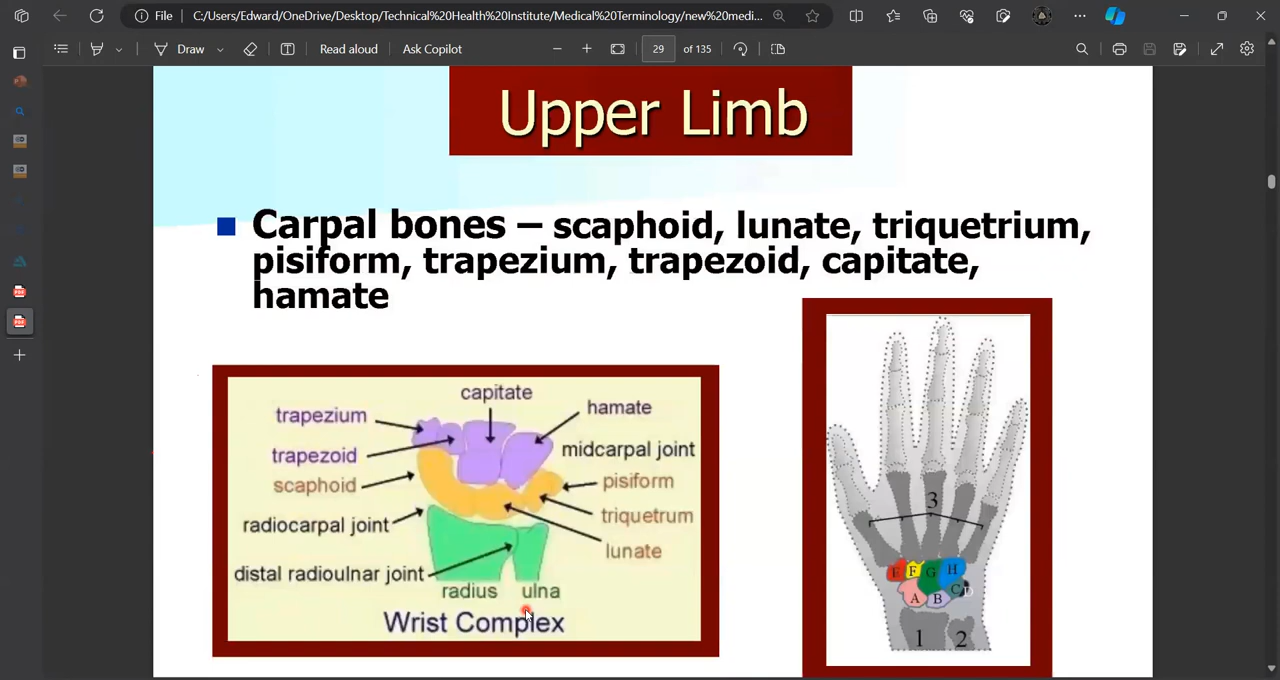 File
C:/Users/Edward/OneDrive/Desktop/Technical%20Health%20Institute/Medical%20Terminology/new%20medi...
Draw
Read aloud
Ask Copilot
29
of 135
Upper Limb
Carpal bones – scaphoid, lunate, triquetrium,
pisiform, trapezium, trapezoid, capitate,
hamate
capitate
trapezium
hamate
trapezoid
midcarpal joint
scaphoid
pisiform
radiocarpal joint
triquetrum
lunate
distal radioulnar joint
radius ulna
Wrist Complex
3
E F G H
A B C D
1 2